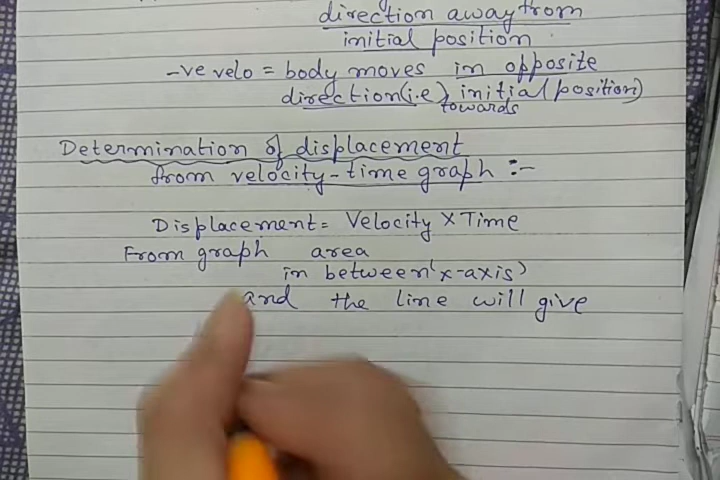 direction away from
initial position
-ve velo = body moves in opposite
direction (i.e) initial position)
towards
Determination of displacement
from velocity-time graph :-
Displacement = Velocity X Time
From graph area
in between (x-axis)
and the line will give